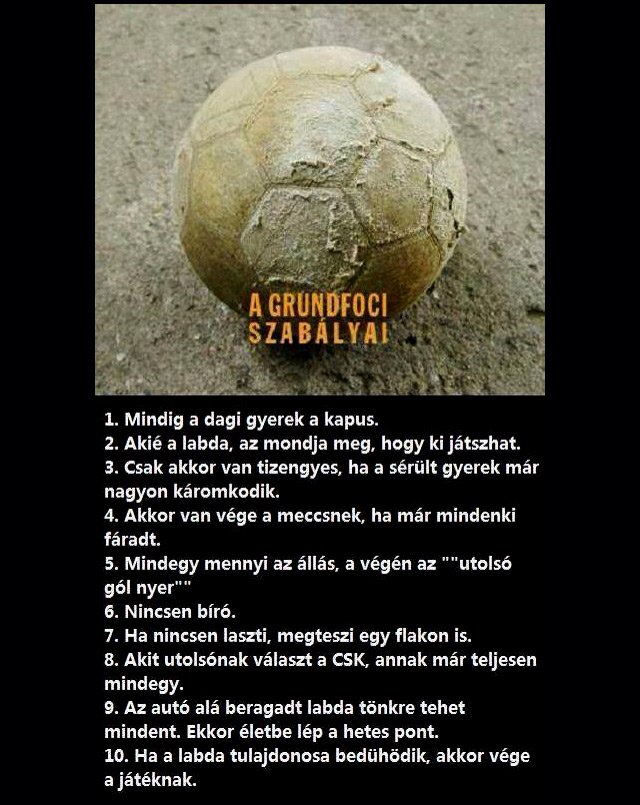 A GRUNDFOCI
SZABÁLYAI
1. Mindig a dagi gyerek a kapus.
2. Akié a labda, az mondja meg, hogy ki játszhat.
3. Csak akkor van tizengyes, ha a sérült gyerek már
nagyon káromkodik.
4. Akkor van vége a meccsnek, ha már mindenki
fáradt.
5. Mindegy mennyi az állás, a végén az ""utolsó
gól nyer""
6. Nincsen bíró.
7. Ha nincsen laszti, megteszi egy flakon is.
8. Akit utolsónak választ a CSK, annak már teljesen
mindegy.
9. Az autó alá beragadt labda tönkre tehet
mindent. Ekkor életbe lép a hetes pont.
10. Ha a labda tulajdonosa bedühödik, akkor vége
a játéknak.